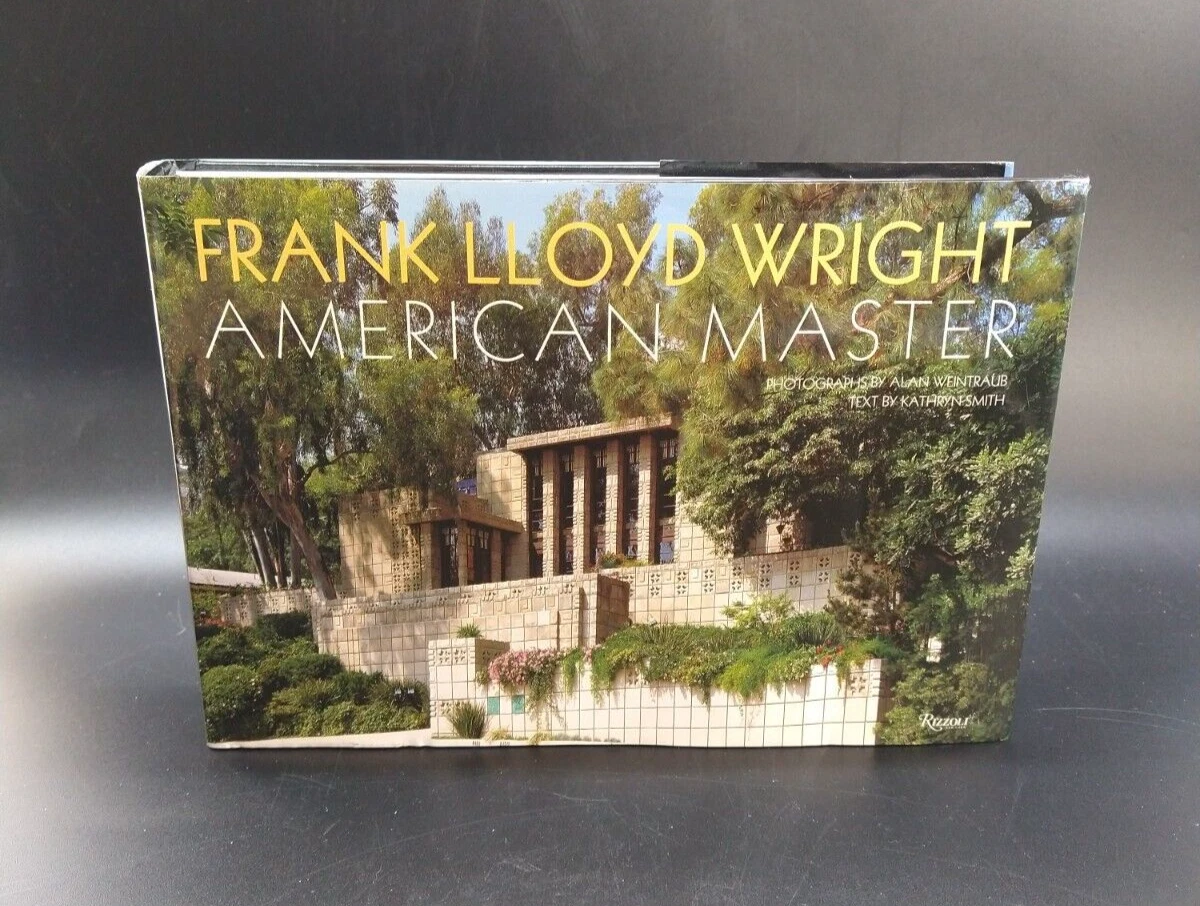 FRANK LLOYD WRIGHT
AMERICAN MASTER
PHOTOGRAPHS BY ALAN WEINTRAUB
TEXT BY KATHRYN SMITH
RIZZOLI